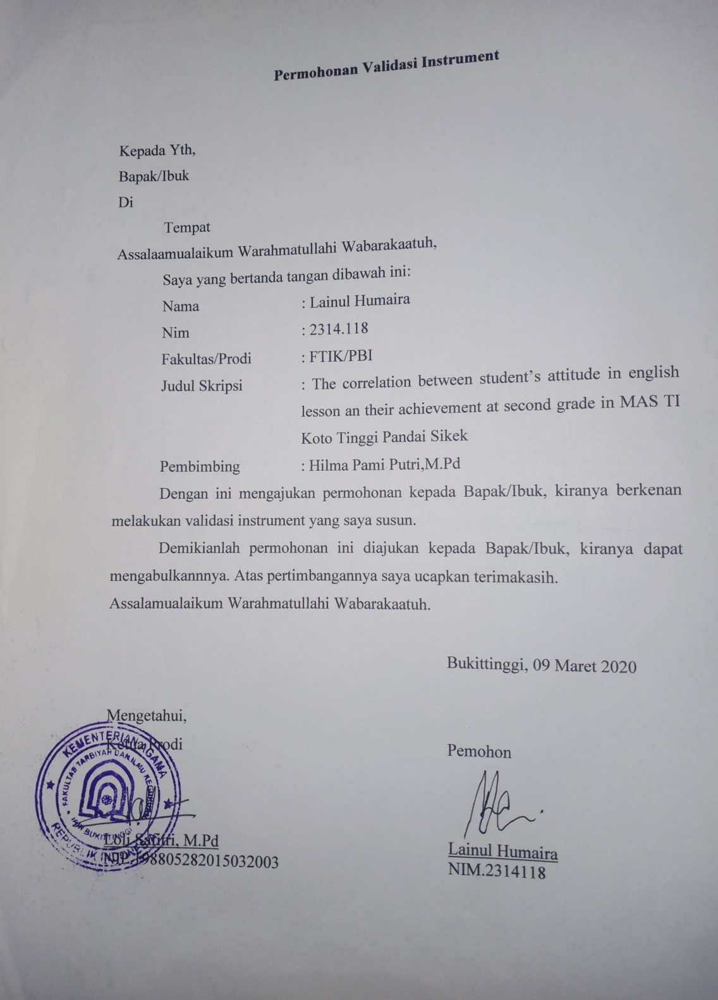 Permohonan Validasi Instrument
Kepada Yth,
Bapak/Ibuk
Di
Tempat
Assalaamualaikum Warahmatullahi Wabarakaatuh,
Saya yang bertanda tangan dibawah ini:
Nama : Lainul Humaira
Nim : 2314.118
Fakultas/Prodi : FTIK/PBI
Judul Skripsi : The correlation between student's attitude in english
lesson an their achievement at second grade in MAS TI
Koto Tinggi Pandai Sikek
Pembimbing : Hilma Pami Putri,M.Pd
Dengan ini mengajukan permohonan kepada Bapak/Ibuk, kiranya berkenan
melakukan validasi instrument yang saya susun.
Demikianlah permohonan ini diajukan kepada Bapak/Ibuk, kiranya dapat
mengabulkannnya. Atas pertimbangannya saya ucapkan terimakasih.
Assalamualaikum Warahmatullahi Wabarakaatuh.
Bukittinggi, 09 Maret 2020
Mengetahui,
Ketua Prodi
KEMENTERIAN AGAMA
FAKULTAS TARBIYAH DAN ILMU KEGURUAN
IAIN BUKITTINGGI
REPUBLIK INDONESIA
Loli Safitri, M.Pd
NIP.198805282015032003
Pemohon
Lainul Humaira
NIM.2314118